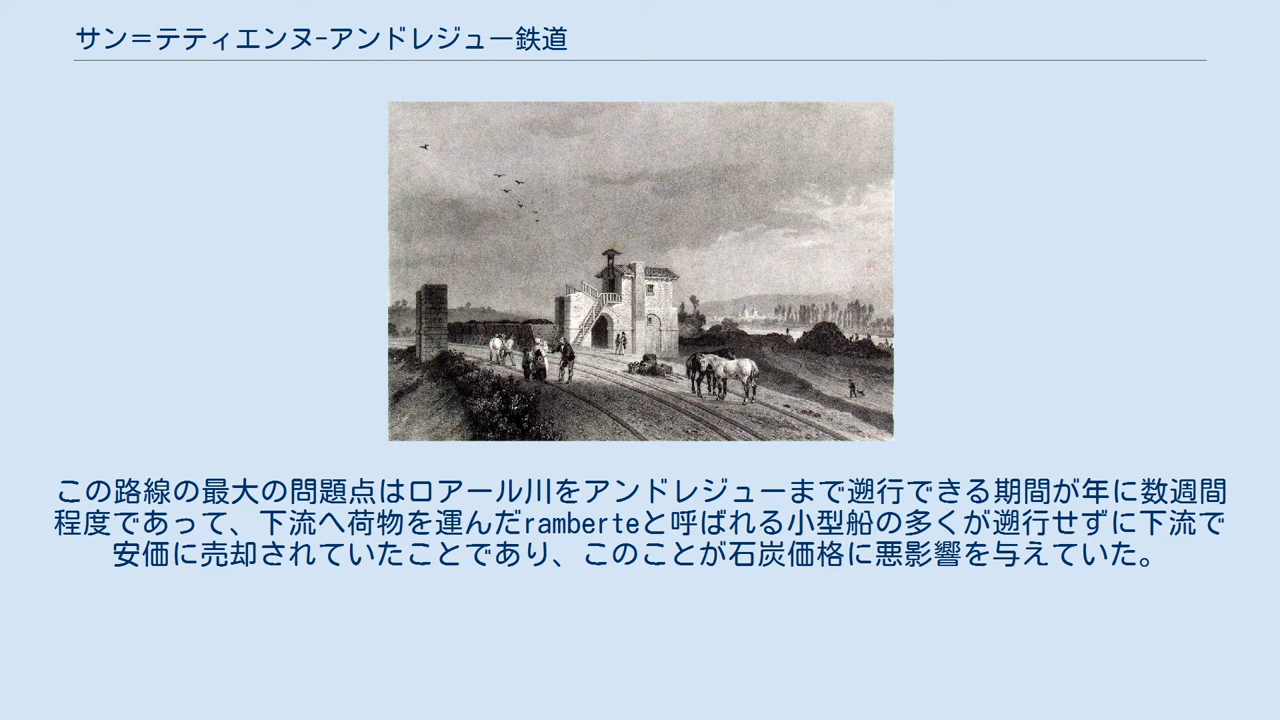 サン＝テティエンヌ-アンドレジュー鉄道
この路線の最大の問題点はロアール川をアンドレジューまで遡行できる期間が年に数週間
程度であって、下流へ荷物を運んだramberteと呼ばれる小型船の多くが遡行せずに下流で
安価に売却されていたことであり、このことが石炭価格に悪影響を与えていた。